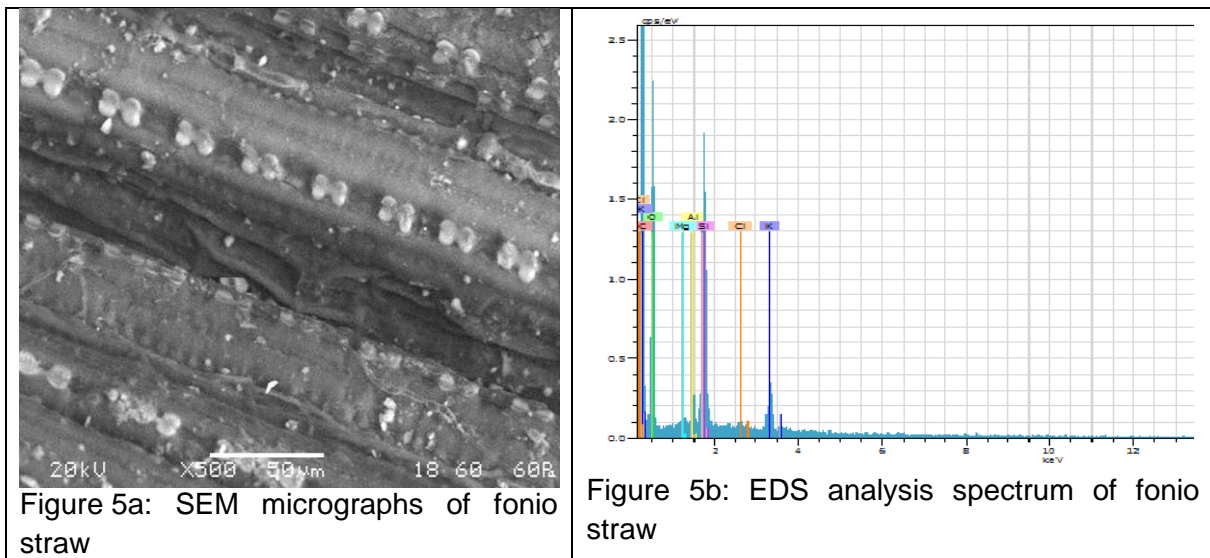 20kV X500 50µm 18 60
Figure 5a: SEM micrographs of fonio
straw
cps/eV
2.5
2.0
1.5
1.0
0.5
0.0
K
C
O
Mg
Al
Si
Cl
K
2 4 6 8 10 12
keV
Figure 5b: EDS analysis spectrum of fonio
straw